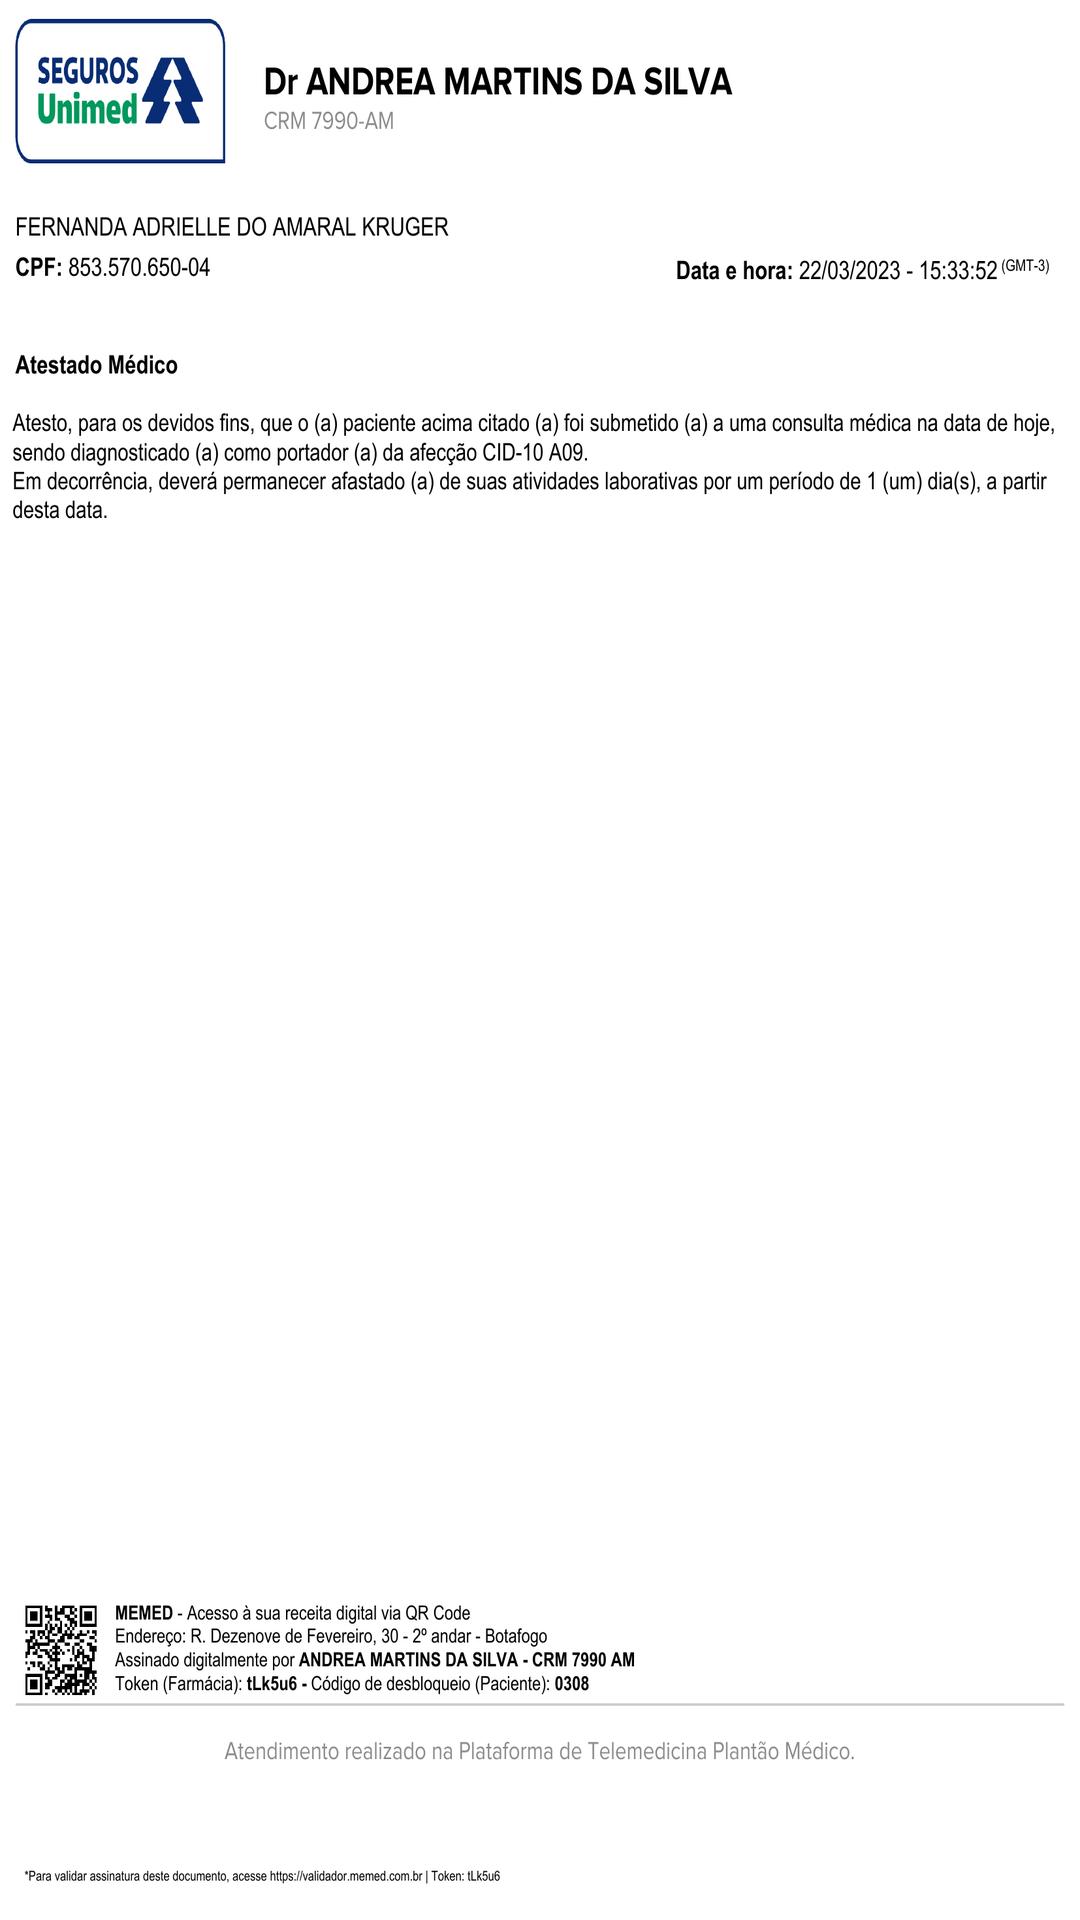 SEGUROS
Unimed
Dr ANDREA MARTINS DA SILVA
CRM 7990-AM
FERNANDA ADRIELLE DO AMARAL KRUGER
CPF: 853.570.650-04
Data e hora: 22/03/2023 - 15:33:52 (GMT-3)
Atestado Médico
Atesto, para os devidos fins, que o (a) paciente acima citado (a) foi submetido (a) a uma consulta médica na data de hoje,
sendo diagnosticado (a) como portador (a) da afecção CID-10 A09.
Em decorrência, deverá permanecer afastado (a) de suas atividades laborativas por um período de 1 (um) dia(s), a partir
desta data.
MEMED - Acesso à sua receita digital via QR Code
Endereço: R. Dezenove de Fevereiro, 30 - 2º andar - Botafogo
Assinado digitalmente por ANDREA MARTINS DA SILVA - CRM 7990 AM
Token (Farmácia): tLk5u6 - Código de desbloqueio (Paciente): 0308
Atendimento realizado na Plataforma de Telemedicina Plantão Médico.
*Para validar assinatura deste documento, acesse https://validador.memed.com.br | Token: tLk5u6